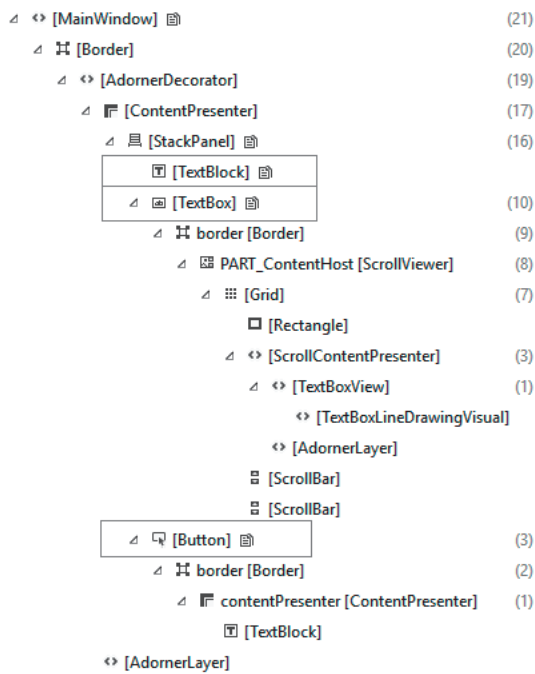 [MainWindow] (21)
[Border] (20)
[AdornerDecorator] (19)
[ContentPresenter] (17)
[StackPanel] (16)
[TextBlock]
[TextBox] (10)
border [Border] (9)
PART_ContentHost [ScrollViewer] (8)
[Grid] (7)
[Rectangle]
[ScrollContentPresenter] (3)
[TextBoxView] (1)
[TextBoxLineDrawingVisual]
[AdornerLayer]
[ScrollBar]
[ScrollBar]
[Button] (3)
border [Border] (2)
contentPresenter [ContentPresenter] (1)
[TextBlock]
[AdornerLayer]